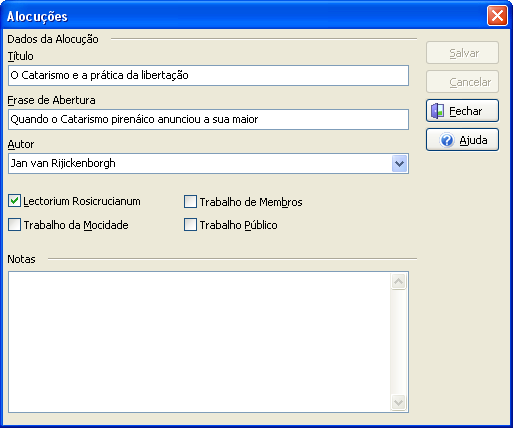 Alocuções
Dados da Alocução
Título
O Catarismo e a prática da libertação
Frase de Abertura
Quando o Catarismo pirenáico anunciou a sua maior
Autor
Jan van Rijickenborgh
Lectorium Rosicrucianum
Trabalho de Membros
Trabalho da Mocidade
Trabalho Público
Notas
Salvar
Cancelar
Fechar
Ajuda